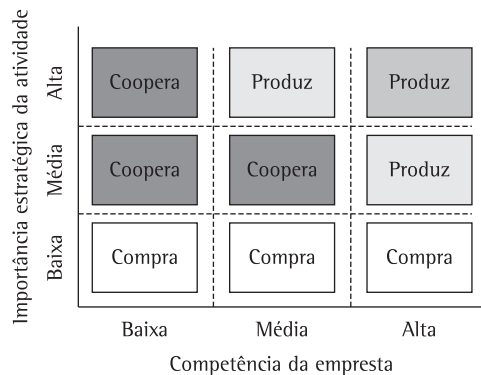 Importância estratégica da atividade
Alta
Coopera
Produz
Produz
Média
Coopera
Coopera
Produz
Baixa
Compra
Compra
Compra
Baixa
Média
Alta
Competência da empresta